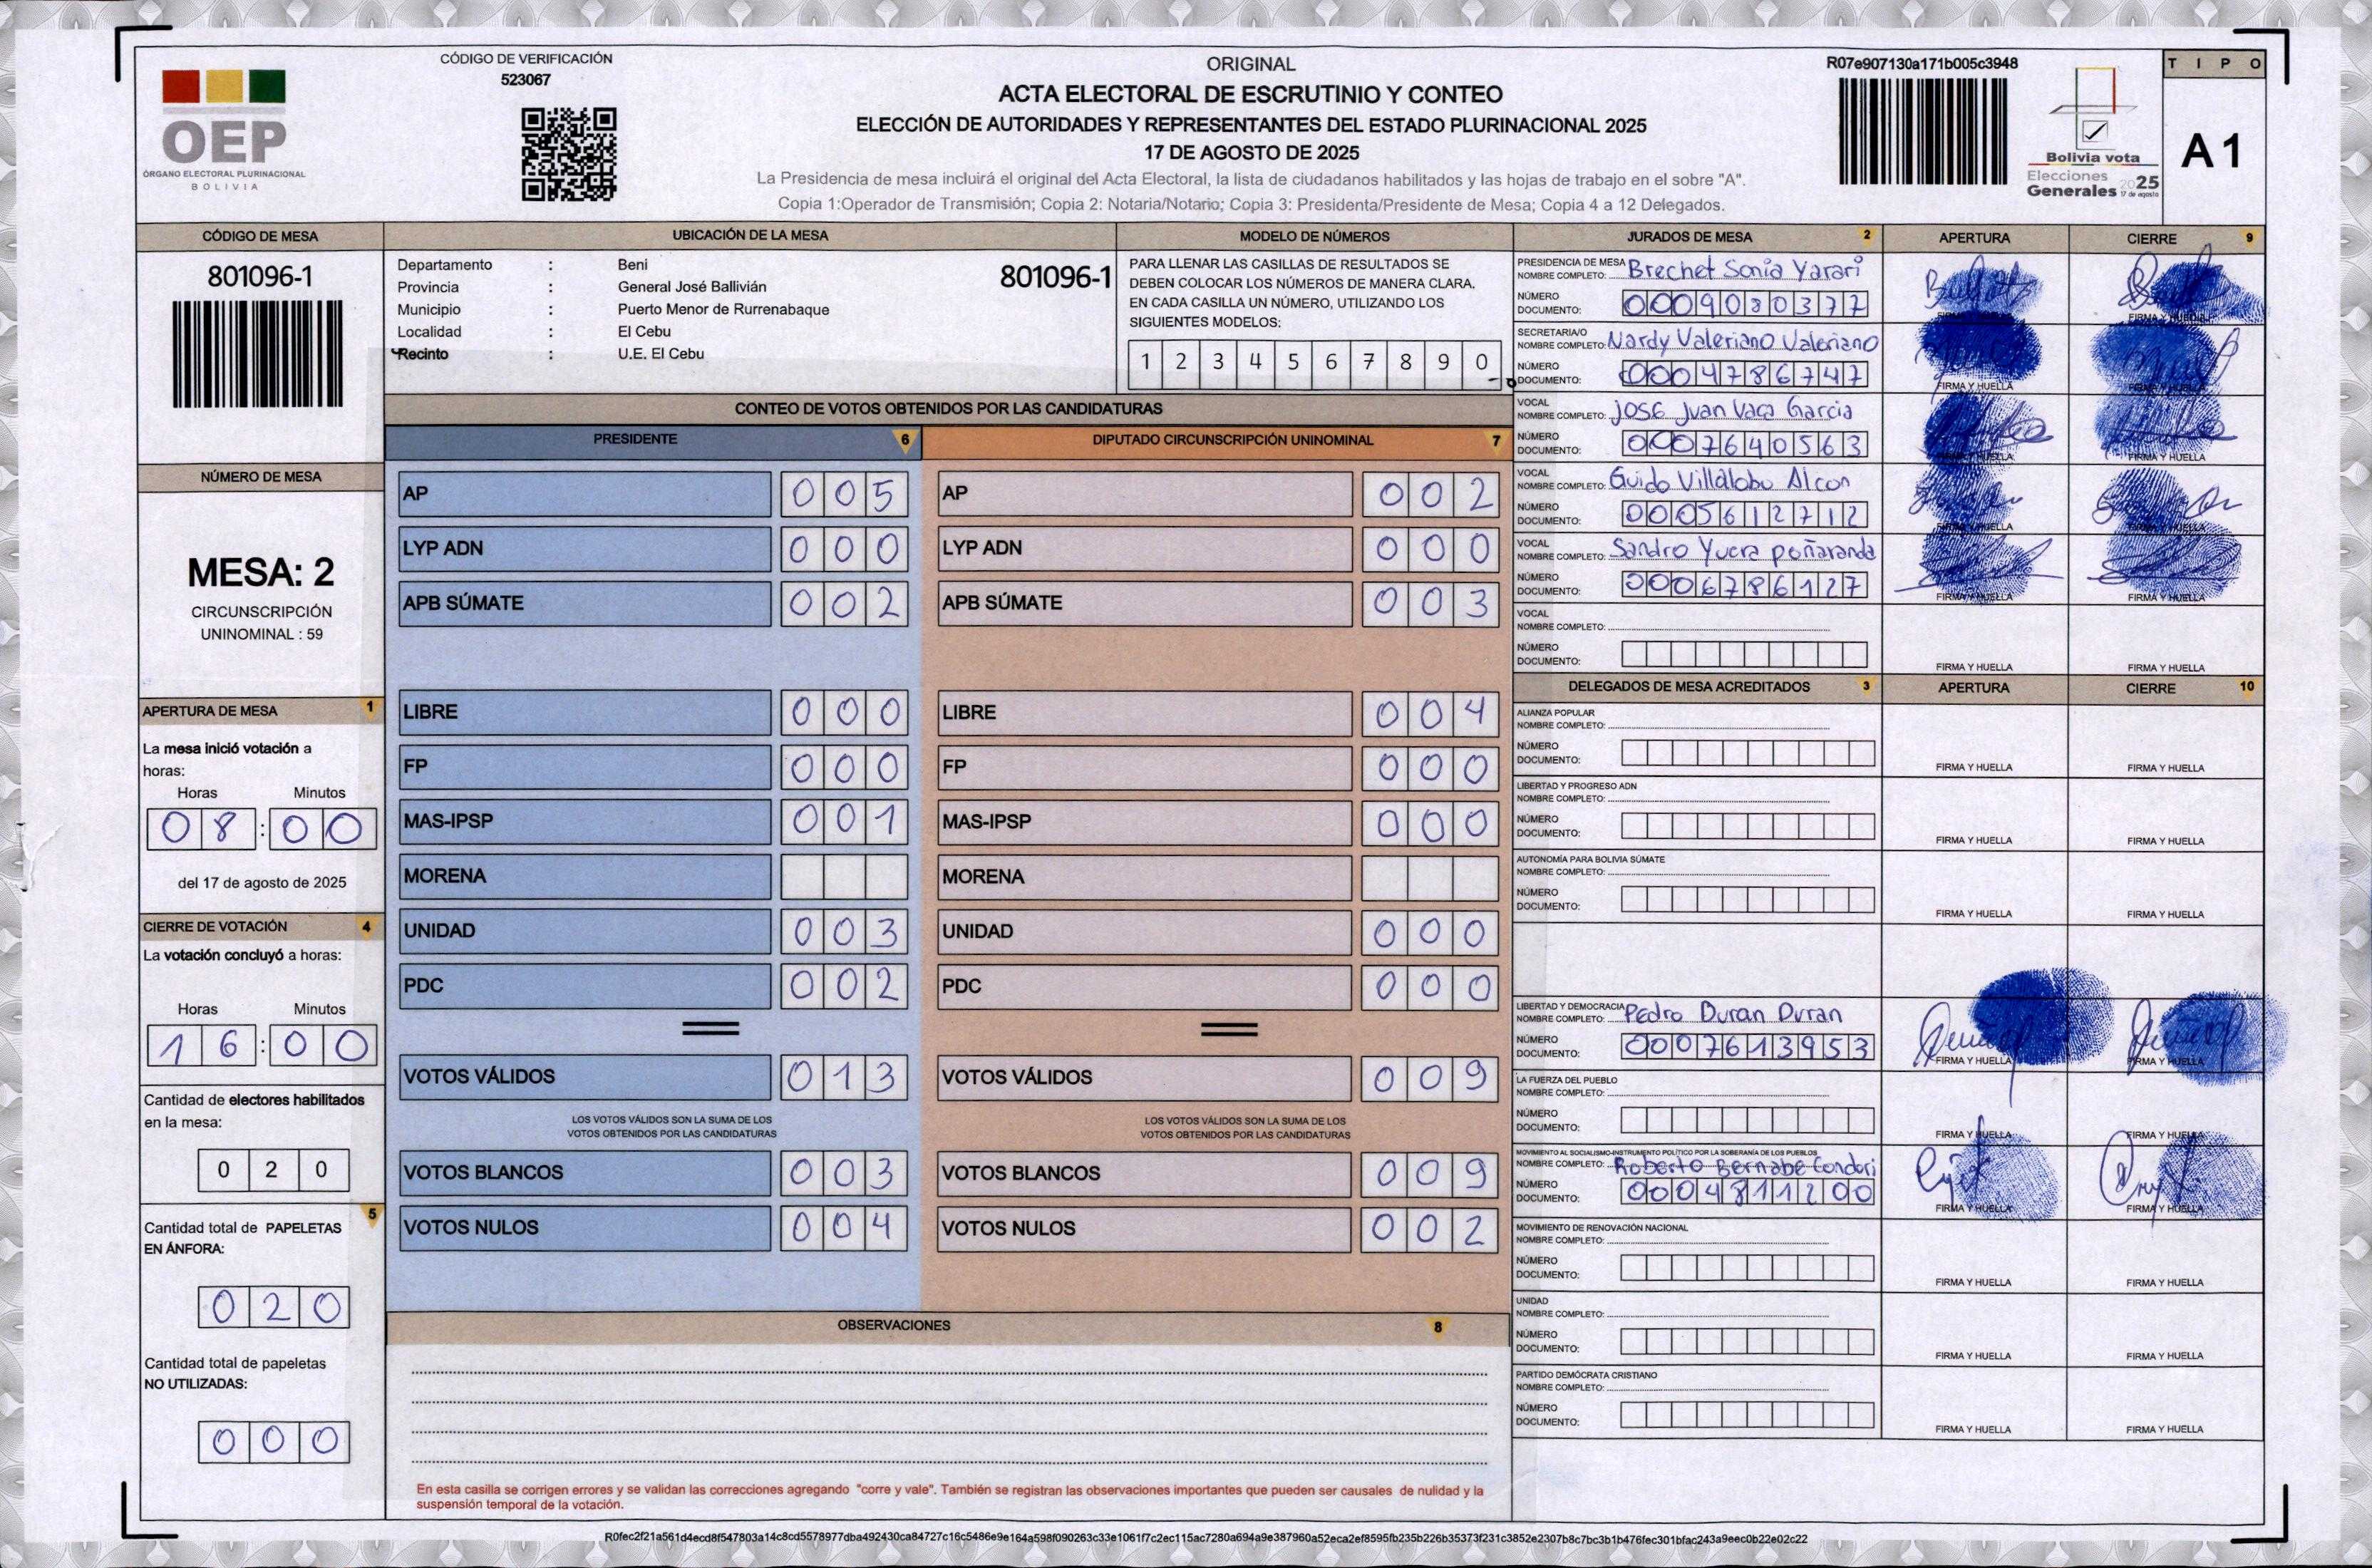 CÓDIGO DE VERIFICACIÓN
523067
OEP
ÓRGANO ELECTORAL PLURINACIONAL
BOLIVIA
ORIGINAL
ACTA ELECTORAL DE ESCRUTINIO Y CONTEO
ELECCIÓN DE AUTORIDADES Y REPRESENTANTES DEL ESTADO PLURINACIONAL 2025
17 DE AGOSTO DE 2025
La Presidencia de mesa incluirá el original del Acta Electoral, la lista de ciudadanos habilitados y las hojas de trabajo en el sobre "A".
Copia 1:Operador de Transmisión; Copia 2: Notaria/Notario; Copia 3: Presidenta/Presidente de Mesa; Copia 4 a 12 Delegados.
R07e907130a171b005c3948
Bolivia vota
Elecciones
Generales 2025
17 de agosto
TIPO
A 1
CÓDIGO DE MESA
801096-1
NÚMERO DE MESA
MESA: 2
CIRCUNSCRIPCIÓN
UNINOMINAL : 59
APERTURA DE MESA 1
La mesa inició votación a
horas:
Horas Minutos
08:00
del 17 de agosto de 2025
CIERRE DE VOTACIÓN 4
La votación concluyó a horas:
Horas Minutos
16:00
Cantidad de electores habilitados
en la mesa:
020
Cantidad total de PAPELETAS 5
EN ÁNFORA:
020
Cantidad total de papeletas
NO UTILIZADAS:
000
UBICACIÓN DE LA MESA
Departamento : Beni
801096-1
Provincia : General José Ballivián
Municipio : Puerto Menor de Rurrenabaque
Localidad : El Cebu
Recinto : U.E. El Cebu
MODELO DE NÚMEROS
PARA LLENAR LAS CASILLAS DE RESULTADOS SE
DEBEN COLOCAR LOS NÚMEROS DE MANERA CLARA.
EN CADA CASILLA UN NÚMERO, UTILIZANDO LOS
SIGUIENTES MODELOS:
1 2 3 4 5 6 7 8 9 0
CONTEO DE VOTOS OBTENIDOS POR LAS CANDIDATURAS
PRESIDENTE 6
AP 005
LYP ADN 000
APB SÚMATE 002
LIBRE 000
FP 000
MAS-IPSP 001
MORENA
UNIDAD 003
PDC 002
VOTOS VÁLIDOS 013
LOS VOTOS VÁLIDOS SON LA SUMA DE LOS
VOTOS OBTENIDOS POR LAS CANDIDATURAS
VOTOS BLANCOS 003
VOTOS NULOS 004
DIPUTADO CIRCUNSCRIPCIÓN UNINOMINAL 7
AP 002
LYP ADN 000
APB SÚMATE 003
LIBRE 004
FP 000
MAS-IPSP 000
MORENA
UNIDAD 000
PDC 000
VOTOS VÁLIDOS 009
LOS VOTOS VÁLIDOS SON LA SUMA DE LOS
VOTOS OBTENIDOS POR LAS CANDIDATURAS
VOTOS BLANCOS 009
VOTOS NULOS 002
OBSERVACIONES 8
En esta casilla se corrigen errores y se validan las correcciones agregando "corre y vale". También se registran las observaciones importantes que pueden ser causales de nulidad y la
suspensión temporal de la votación.
JURADOS DE MESA 2 APERTURA CIERRE 9
PRESIDENCIA DE MESA
NOMBRE COMPLETO: Brechet Sonia Yarari
NÚMERO
DOCUMENTO: 0009080377
FIRMA Y HUELLA
SECRETARIA/O
NOMBRE COMPLETO: Nardy Valeriano Valeriano
NÚMERO
DOCUMENTO: 0004786747
FIRMA Y HUELLA FIRMA Y HUELLA
VOCAL
NOMBRE COMPLETO: José Juan Vaca Garcia
NÚMERO
DOCUMENTO: 0007640563
FIRMA Y HUELLA FIRMA Y HUELLA
VOCAL
NOMBRE COMPLETO: Guido Villalobu Alcon
NÚMERO
DOCUMENTO: 0005612712
FIRMA Y HUELLA FIRMA Y HUELLA
VOCAL
NOMBRE COMPLETO: Sandro Yucra peñaranda
NÚMERO
DOCUMENTO: 0006786127
FIRMA Y HUELLA FIRMA Y HUELLA
VOCAL
NOMBRE COMPLETO:
NÚMERO
DOCUMENTO:
FIRMA Y HUELLA FIRMA Y HUELLA
DELEGADOS DE MESA ACREDITADOS 3 APERTURA CIERRE 10
ALIANZA POPULAR
NOMBRE COMPLETO:
NÚMERO
DOCUMENTO:
FIRMA Y HUELLA FIRMA Y HUELLA
LIBERTAD Y PROGRESO ADN
NOMBRE COMPLETO:
NÚMERO
DOCUMENTO:
FIRMA Y HUELLA FIRMA Y HUELLA
AUTONOMÍA PARA BOLIVIA SÚMATE
NOMBRE COMPLETO:
NÚMERO
DOCUMENTO:
FIRMA Y HUELLA FIRMA Y HUELLA
LIBERTAD Y DEMOCRACIA
NOMBRE COMPLETO: Pedro Duran Duran
NÚMERO
DOCUMENTO: 0007613953
FIRMA Y HUELLA FIRMA Y HUELLA
LA FUERZA DEL PUEBLO
NOMBRE COMPLETO:
NÚMERO
DOCUMENTO:
FIRMA Y HUELLA FIRMA Y HUELLA
MOVIMIENTO AL SOCIALISMO-INSTRUMENTO POLÍTICO POR LA SOBERANÍA DE LOS PUEBLOS
NOMBRE COMPLETO: Roberto Bernabe Condori
NÚMERO
DOCUMENTO: 0004811200
FIRMA Y HUELLA FIRMA Y HUELLA
MOVIMIENTO DE RENOVACIÓN NACIONAL
NOMBRE COMPLETO:
NÚMERO
DOCUMENTO:
FIRMA Y HUELLA FIRMA Y HUELLA
UNIDAD
NOMBRE COMPLETO:
NÚMERO
DOCUMENTO:
FIRMA Y HUELLA FIRMA Y HUELLA
PARTIDO DEMÓCRATA CRISTIANO
NOMBRE COMPLETO:
NÚMERO
DOCUMENTO:
FIRMA Y HUELLA FIRMA Y HUELLA